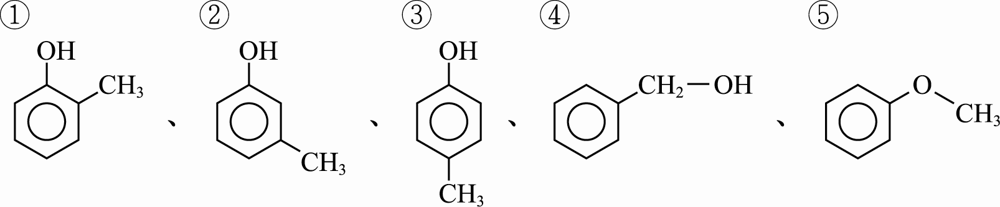 ① ② ③ ④ ⑤
OH OH OH
CH₃ CH₂—OH O
、 、 、 、 CH₃
CH₃
CH₃